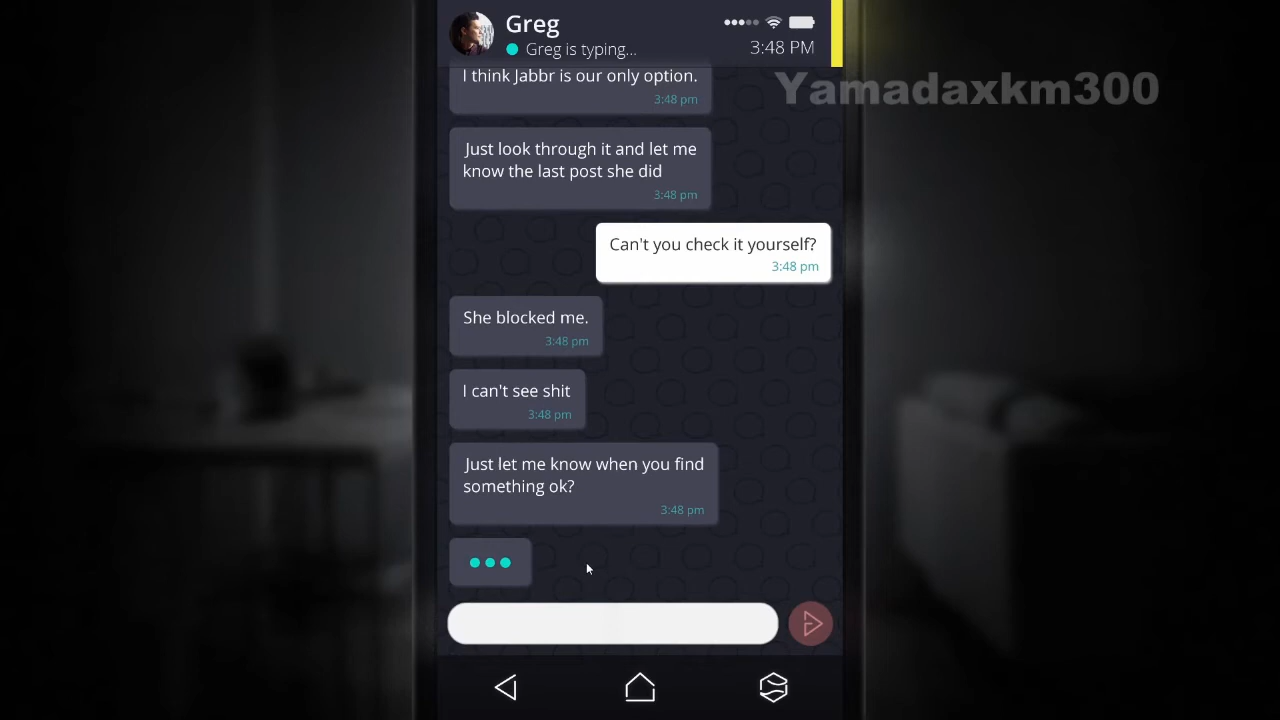 Greg
Greg is typing...
3:48 PM
Yamadaxkm300
I think Jabbr is our only option.
3:48 pm
Just look through it and let me
know the last post she did
3:48 pm
Can't you check it yourself?
3:48 pm
She blocked me.
3:48 pm
I can't see shit
3:48 pm
Just let me know when you find
something ok?
3:48 pm